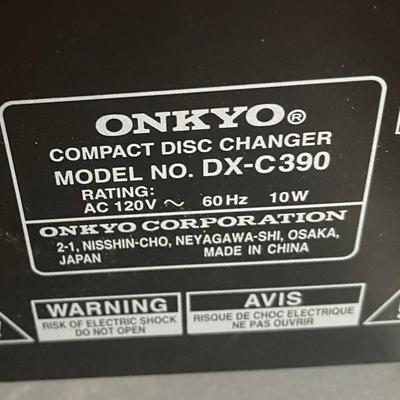 ONKYO®
COMPACT DISC CHANGER
MODEL NO. DX-C390
RATING:
AC 120V ~ 60Hz 10W
ONKYO CORPORATION
2-1, NISSHIN-CHO, NEYAGAWA-SHI, OSAKA,
JAPAN MADE IN CHINA
WARNING
RISK OF ELECTRIC SHOCK
DO NOT OPEN
AVIS
RISQUE DE CHOC ELECTRIQUE
NE PAS OUVRIR